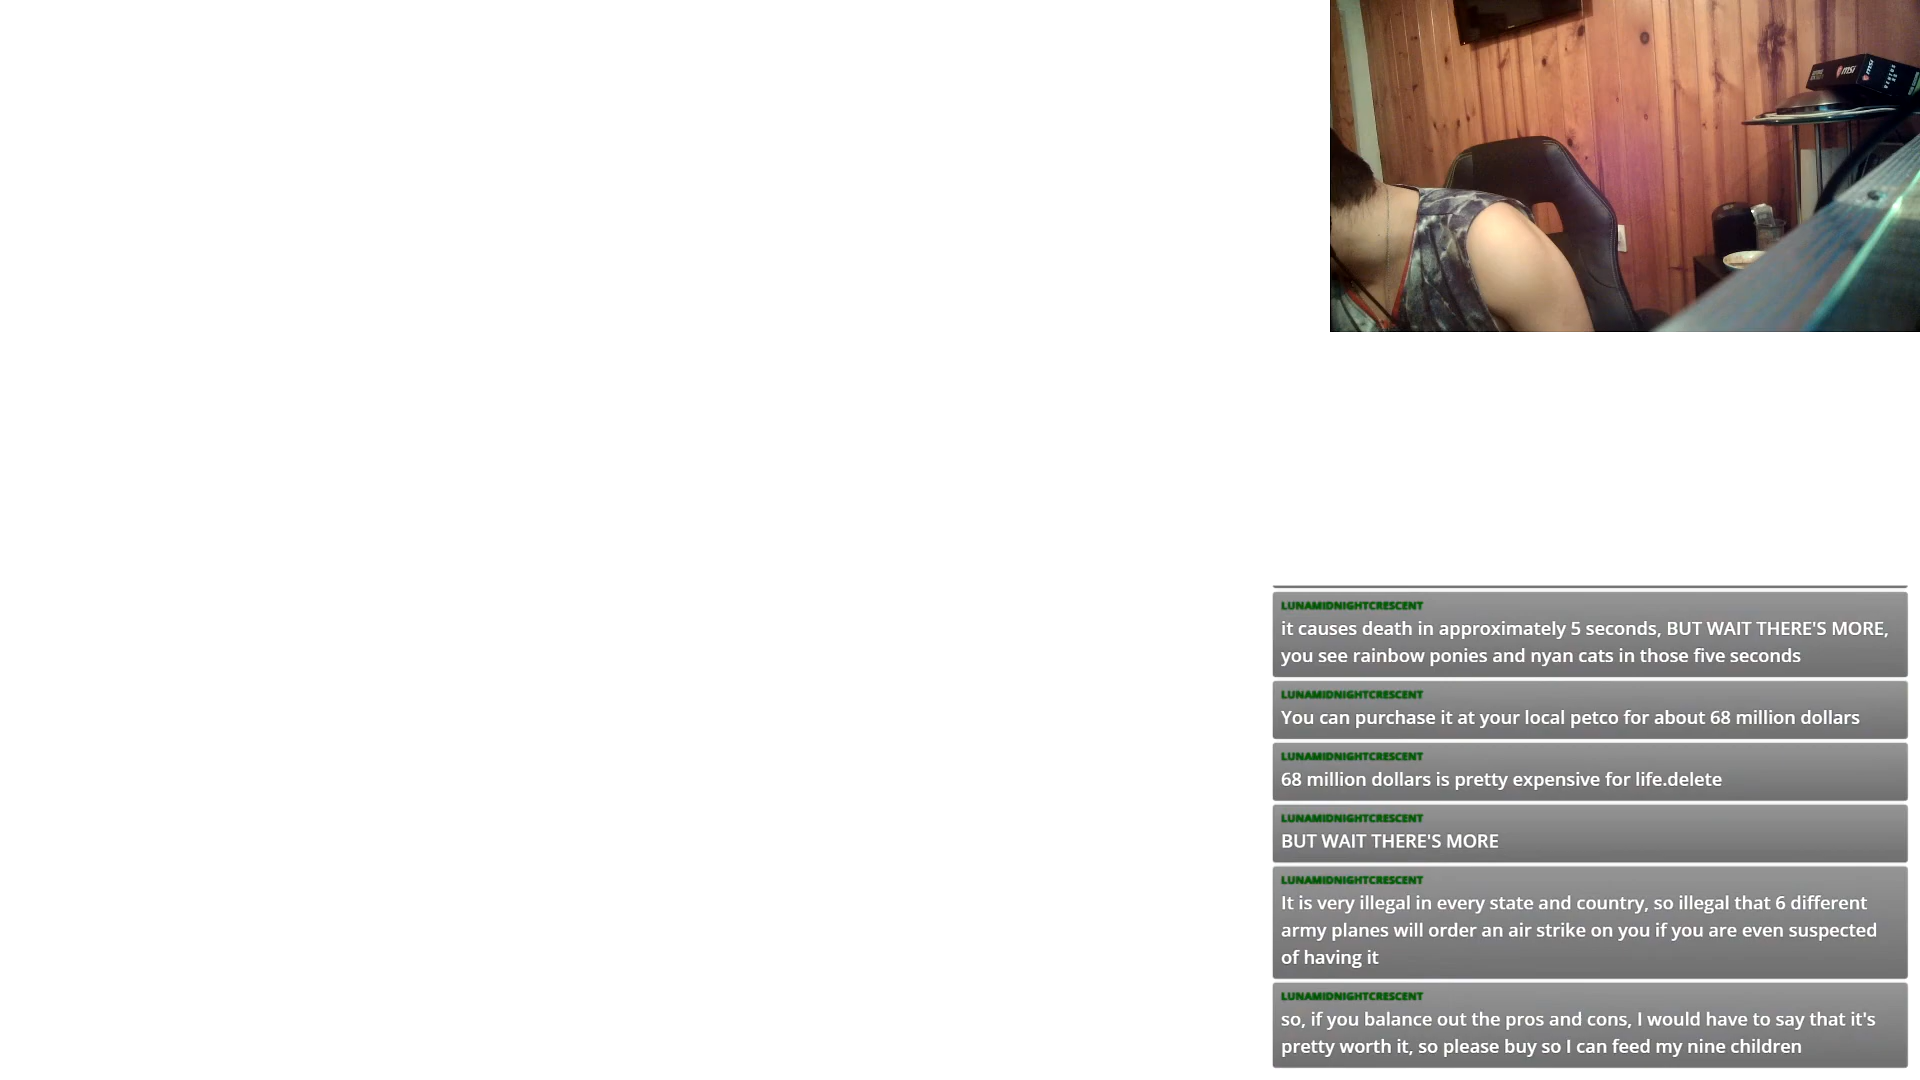 msi
msi
VENTUS
LUNAMIDNIGHTCRESCENT
it causes death in approximately 5 seconds, BUT WAIT THERE'S MORE,
you see rainbow ponies and nyan cats in those five seconds
LUNAMIDNIGHTCRESCENT
You can purchase it at your local petco for about 68 million dollars
LUNAMIDNIGHTCRESCENT
68 million dollars is pretty expensive for life.delete
LUNAMIDNIGHTCRESCENT
BUT WAIT THERE'S MORE
LUNAMIDNIGHTCRESCENT
It is very illegal in every state and country, so illegal that 6 different
army planes will order an air strike on you if you are even suspected
of having it
LUNAMIDNIGHTCRESCENT
so, if you balance out the pros and cons, I would have to say that it's
pretty worth it, so please buy so I can feed my nine children